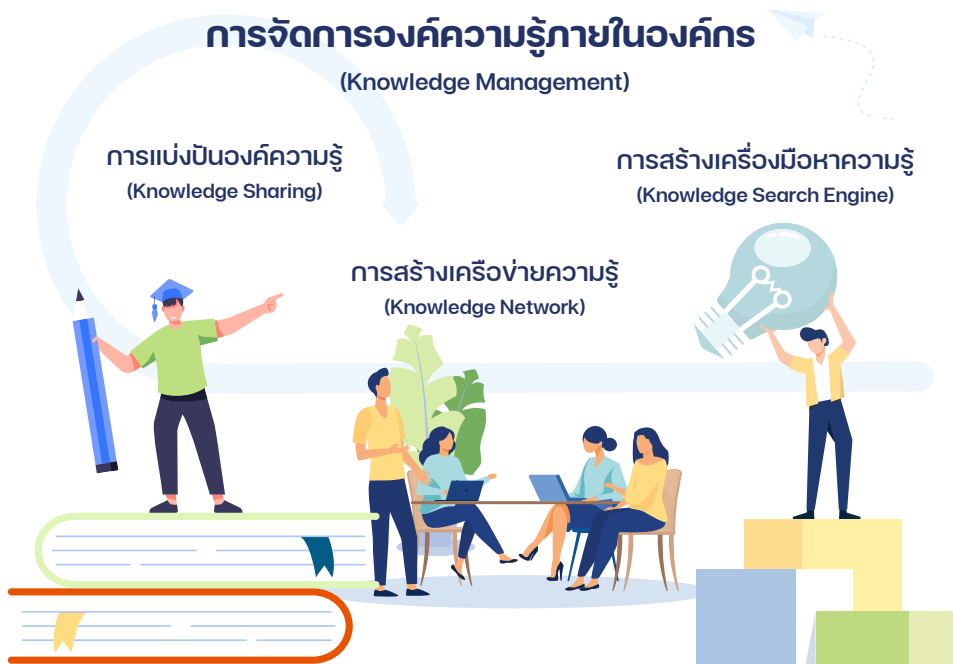 การจัดการองค์ความรู้ภายในองค์กร
(Knowledge Management)
การแบ่งปันองค์ความรู้
(Knowledge Sharing)
การสร้างเครื่องมือหาความรู้
(Knowledge Search Engine)
การสร้างเครือข่ายความรู้
(Knowledge Network)